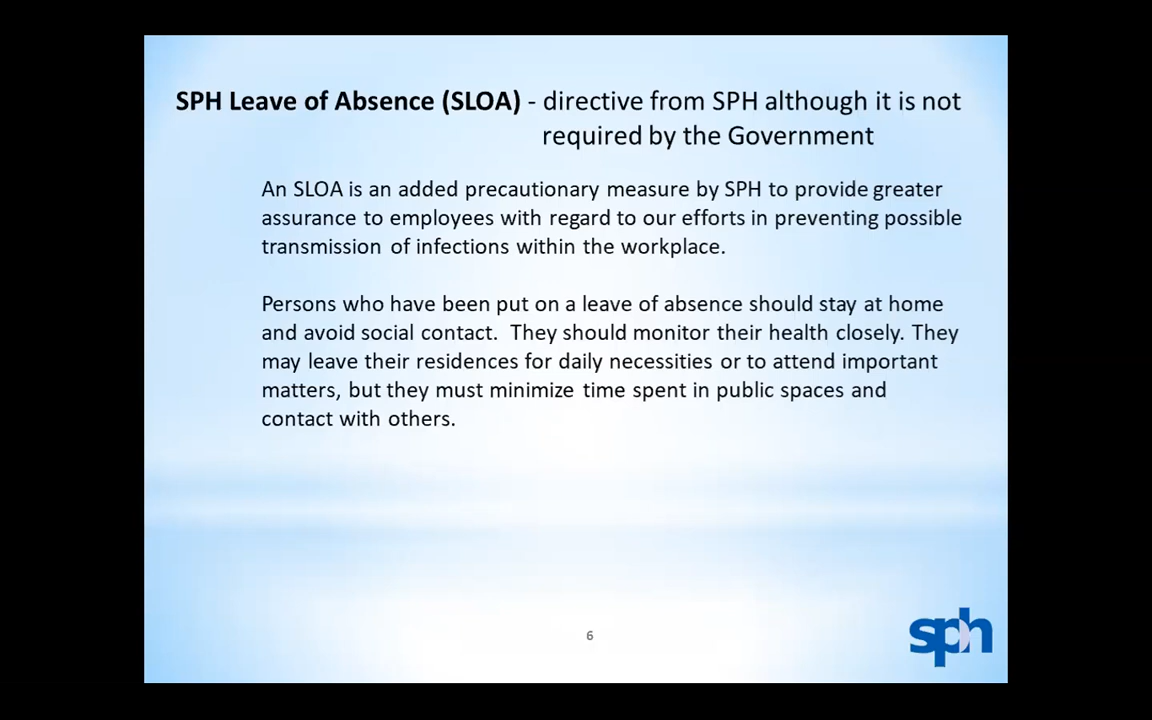 SPH Leave of Absence (SLOA) - directive from SPH although it is not
required by the Government
An SLOA is an added precautionary measure by SPH to provide greater
assurance to employees with regard to our efforts in preventing possible
transmission of infections within the workplace.
Persons who have been put on a leave of absence should stay at home
and avoid social contact.  They should monitor their health closely. They
may leave their residences for daily necessities or to attend important
matters, but they must minimize time spent in public spaces and
contact with others.
6
sph